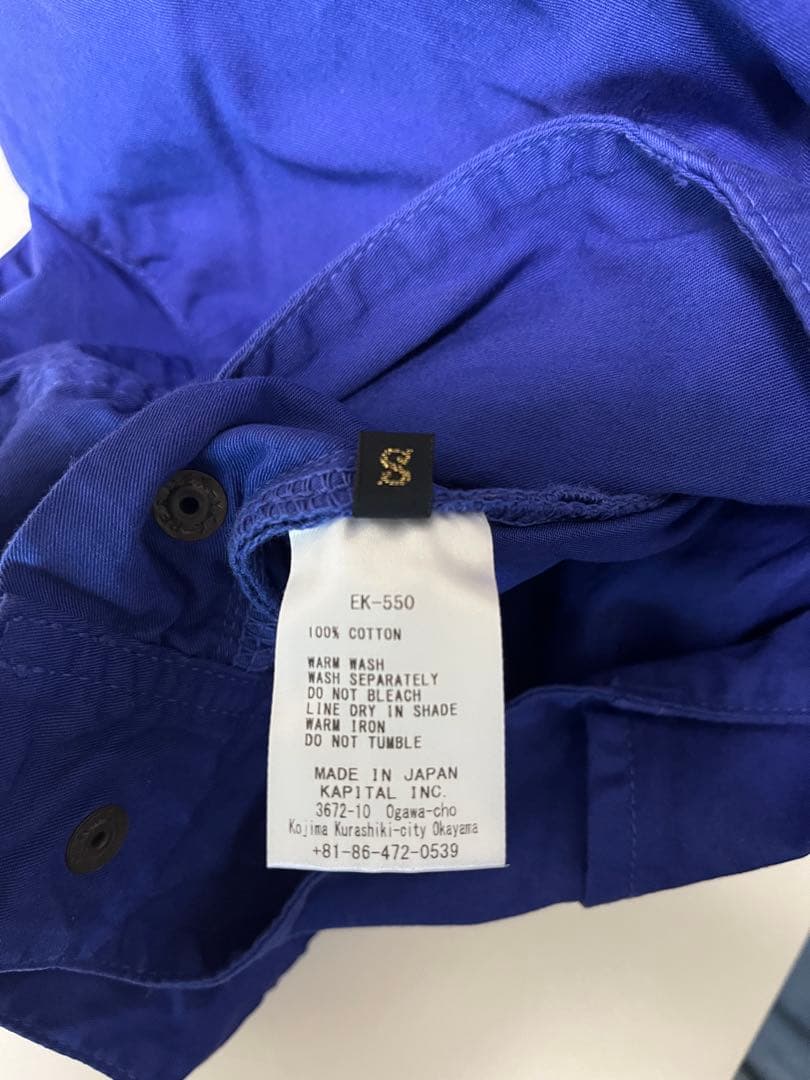 S
EK-550
100% COTTON
WARM WASH
WASH SEPARATELY
DO NOT BLEACH
LINE DRY IN SHADE
WARM IRON
DO NOT TUMBLE
MADE IN JAPAN
KAPITAL INC.
3672-10 Ogawa-cho
Kojima Kurashiki-city Okayama
+81-86-472-0539